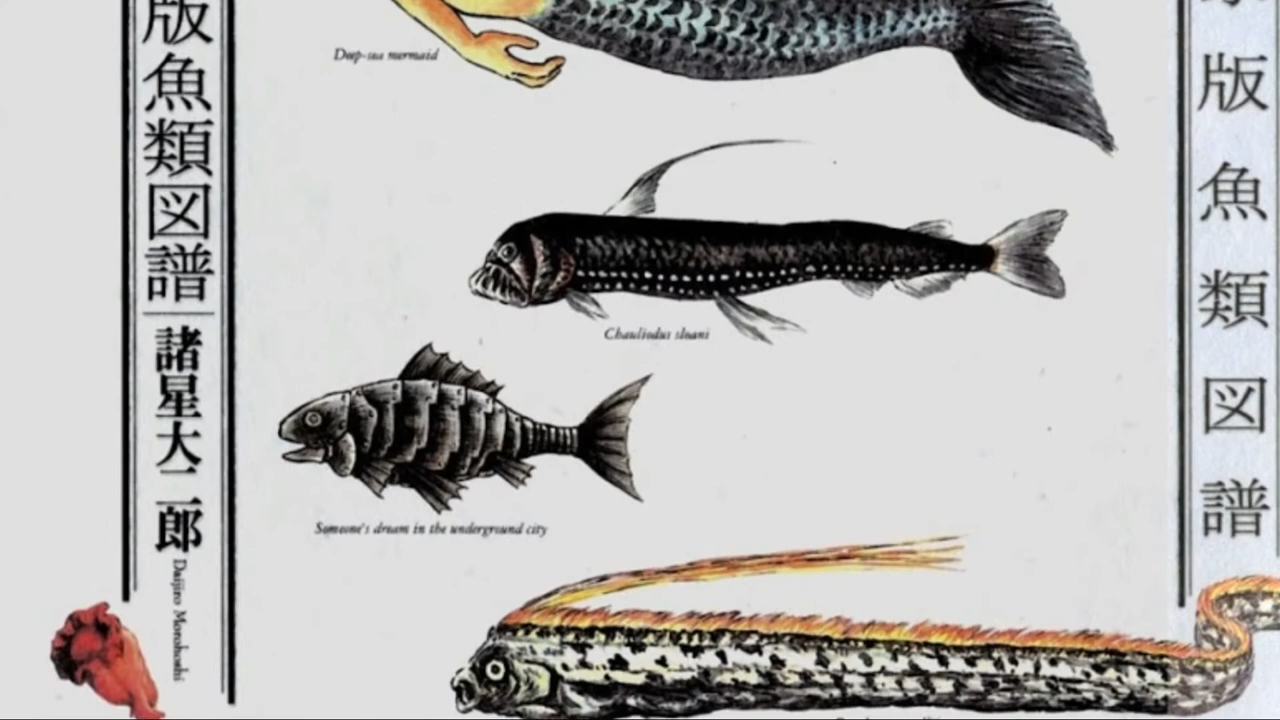 版魚類図譜
諸星大二郎
Daijiro Morohoshi
Deep-sea mermaid
Chauliodus sloani
Someone's dream in the underground city
版魚類図譜